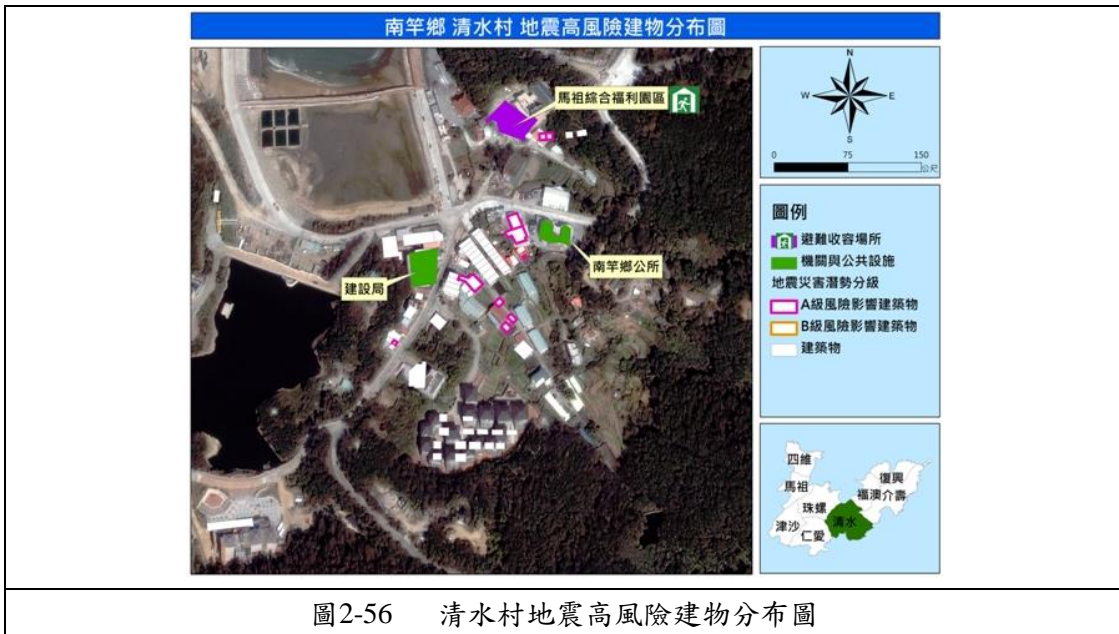 南竿鄉 清水村 地震高風險建物分布圖
馬祖綜合福利園區
南竿鄉公所
建設局
N
W
E
S
0 75 150
公尺
圖例
避難收容場所
機關與公共設施
地震災害潛勢分級
A級風險影響建築物
B級風險影響建築物
建築物
四維
馬祖
復興
福澳
介壽
珠螺
清水
津沙
仁愛
圖2-56 清水村地震高風險建物分布圖